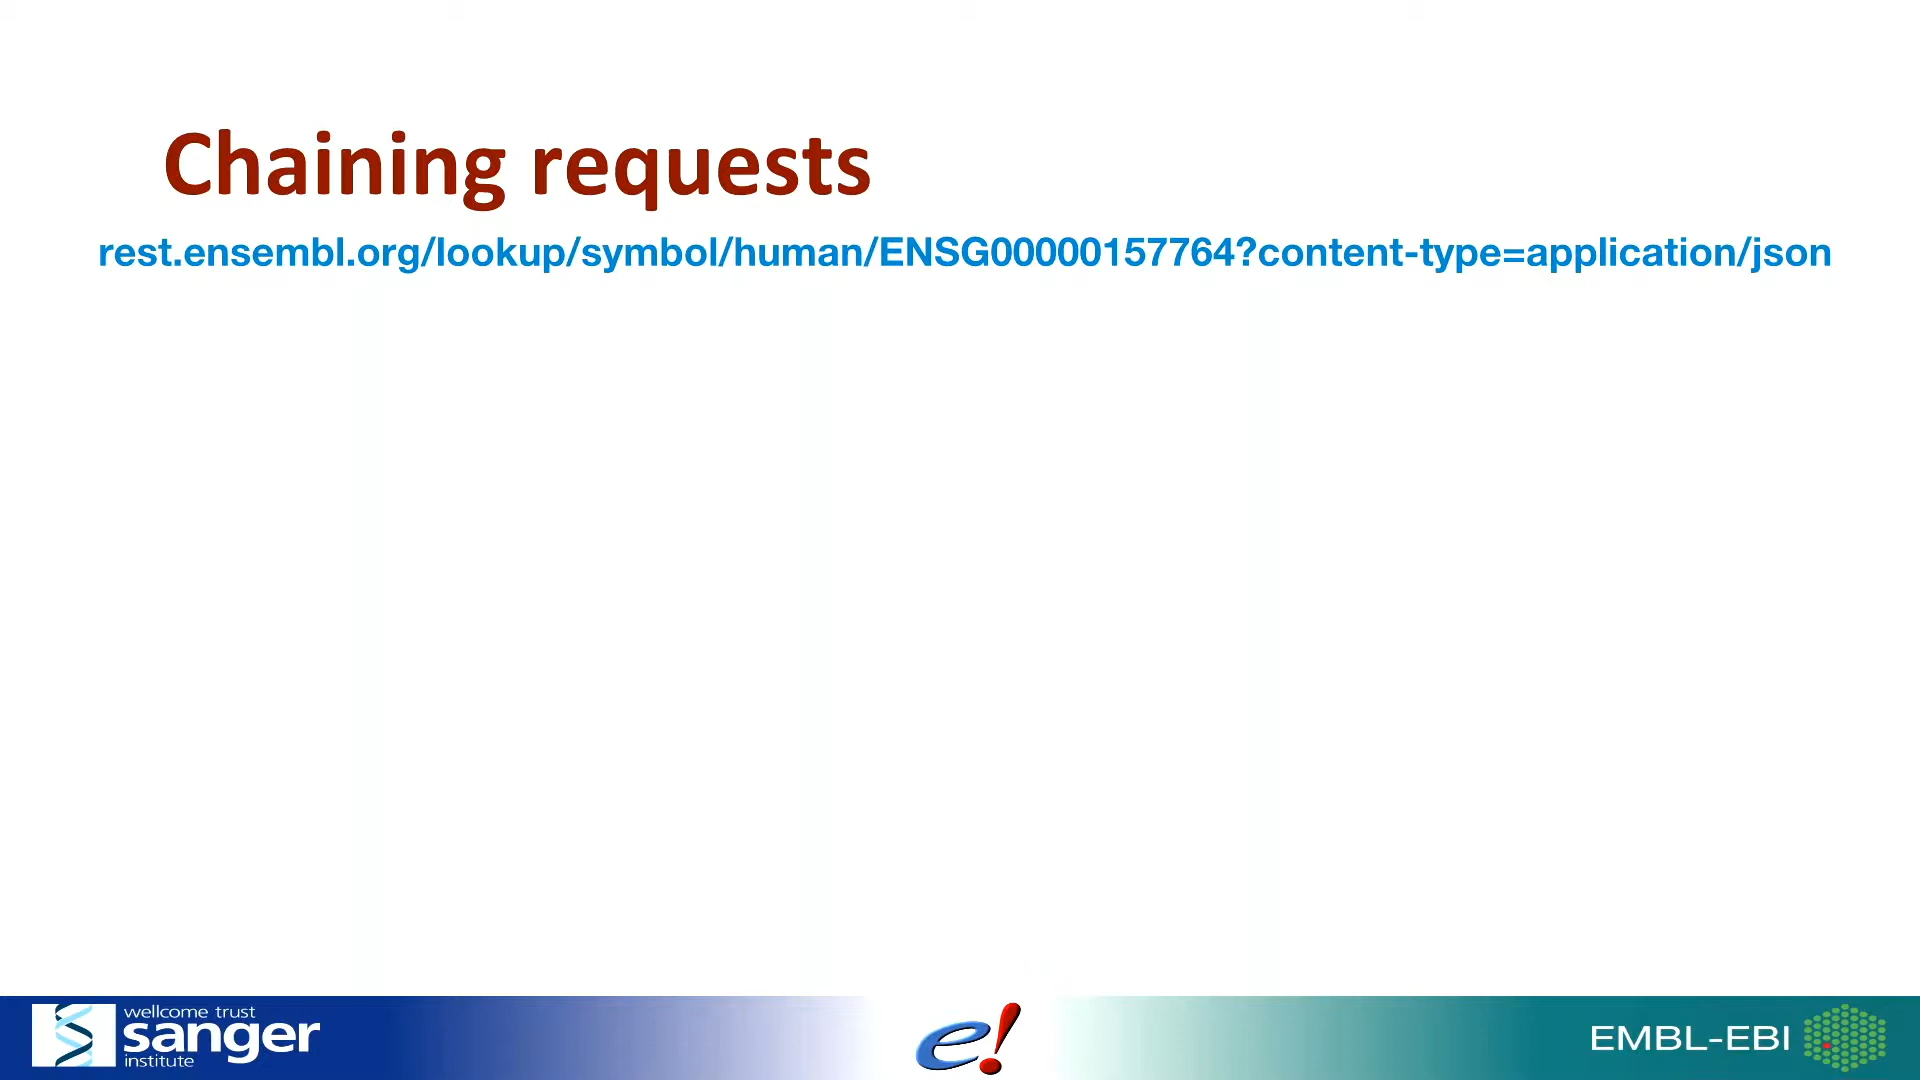 Chaining requests
rest.ensembl.org/lookup/symbol/human/ENSG00000157764?content-type=application/json
wellcome trust
sanger
institute
e!
EMBL-EBI